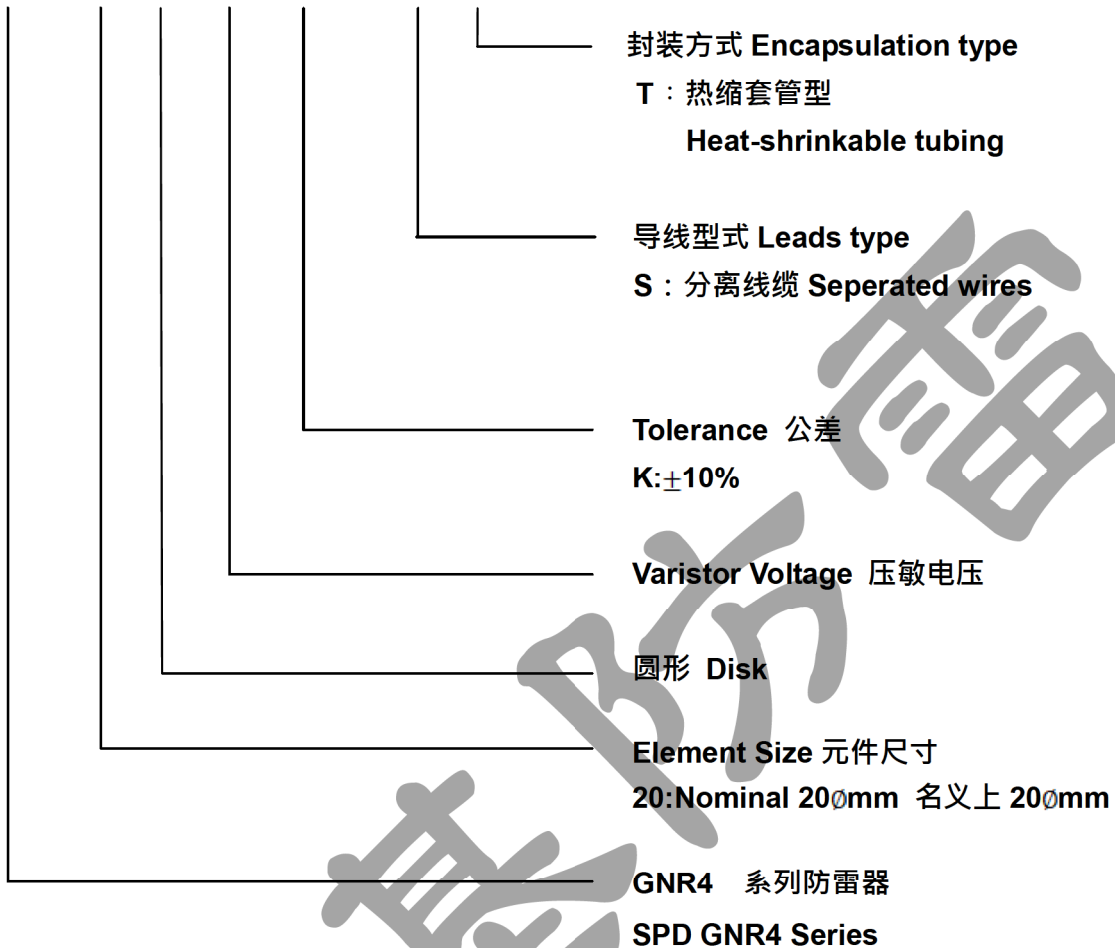 封装方式 Encapsulation type
T：热缩套管型
Heat-shrinkable tubing
导线型式 Leads type
S：分离线缆 Seperated wires
Tolerance 公差
K:±10%
Varistor Voltage 压敏电压
圆形 Disk
Element Size 元件尺寸
20:Nominal 20∅mm 名义上 20∅mm
GNR4 系列防雷器
SPD GNR4 Series
防雷